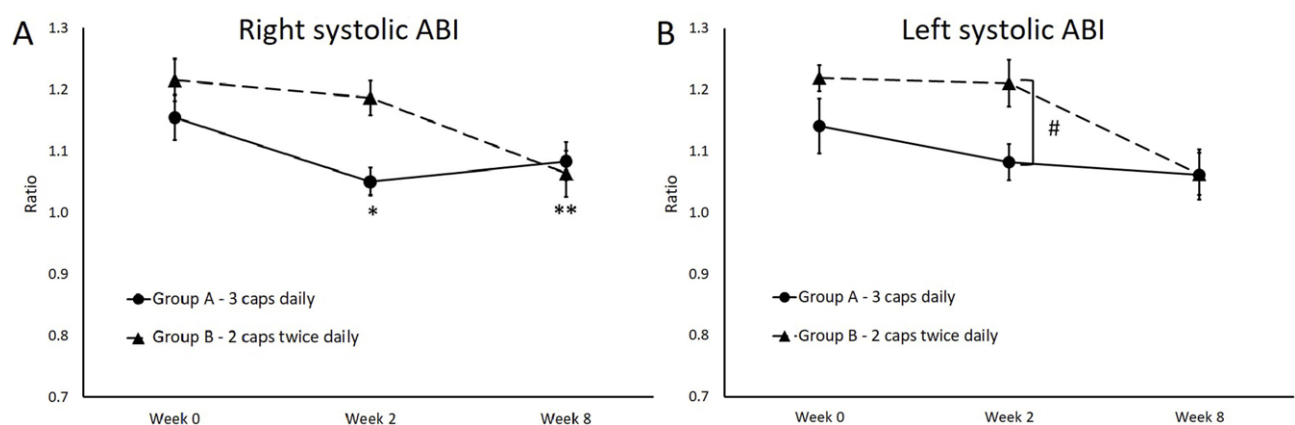 A
Right systolic ABI
1.3
1.2
1.1
1.0
0.9
0.8
0.7
Ratio
*
**
Group A - 3 caps daily
Group B - 2 caps twice daily
Week 0
Week 2
Week 8
B
Left systolic ABI
1.3
1.2
1.1
1.0
0.9
0.8
0.7
Ratio
#
Group A - 3 caps daily
Group B - 2 caps twice daily
Week 0
Week 2
Week 8